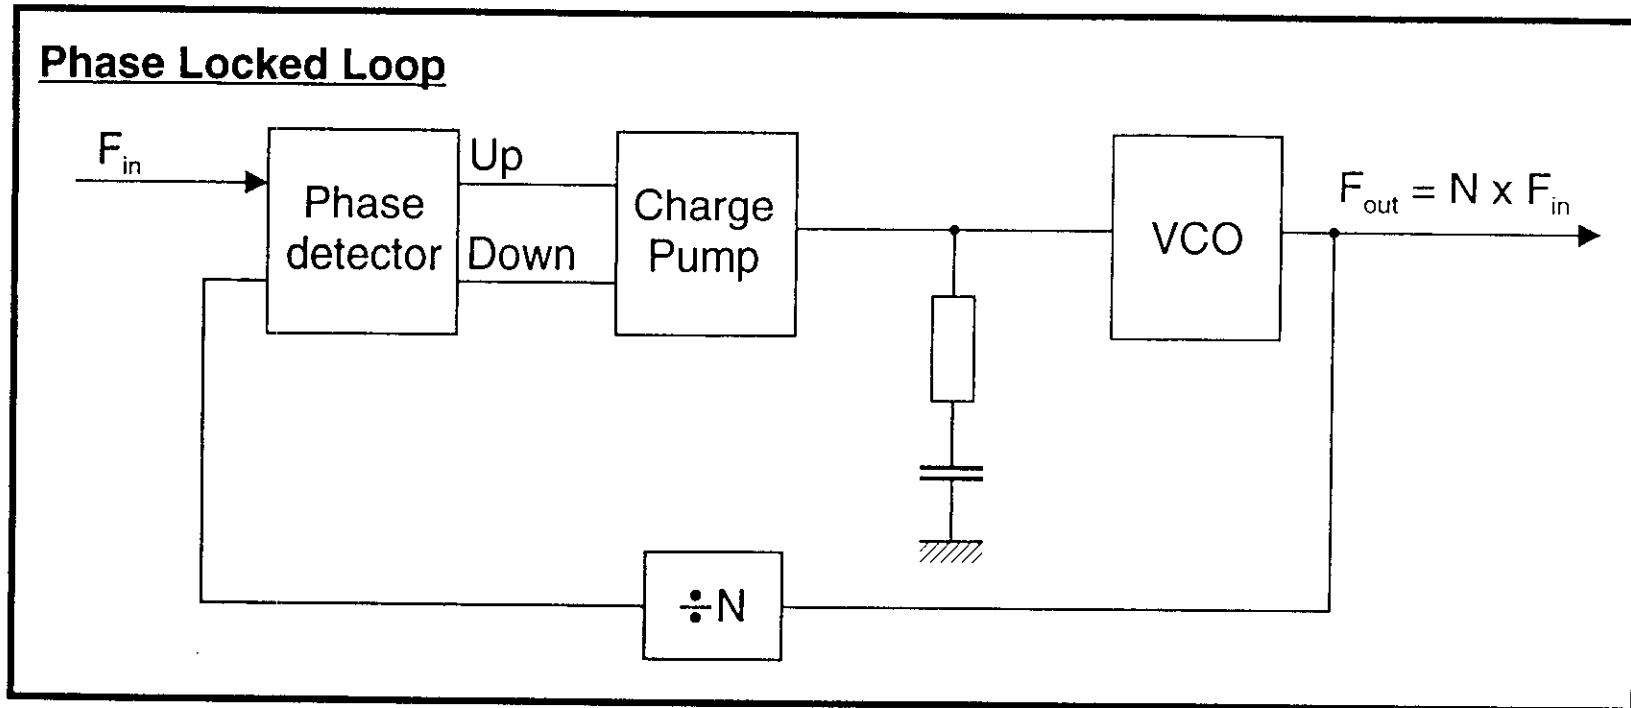 Phase Locked Loop
F_in
Phase
detector
Up
Down
Charge
Pump
VCO
F_out = N x F_in
÷N